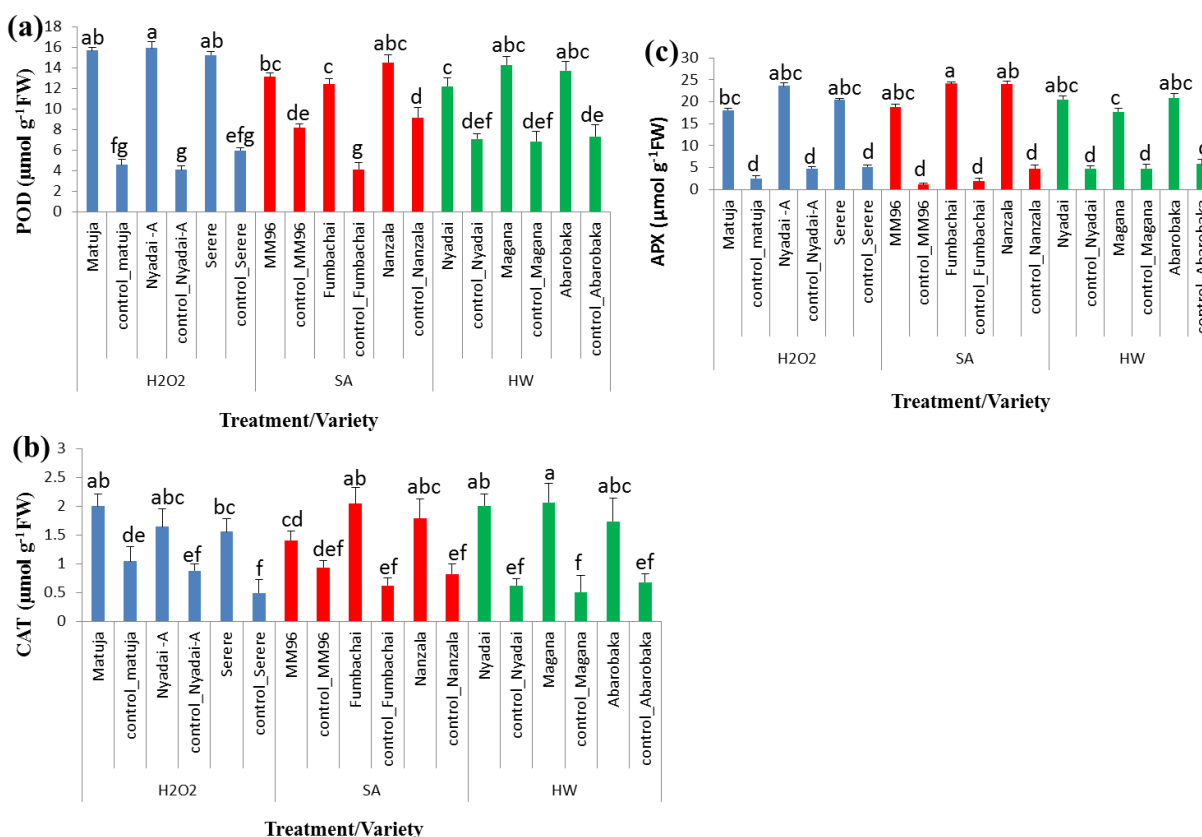 (a)
POD (µmol g⁻¹FW)
18
16
14
12
10
8
6
4
2
0
ab
fg
a
g
ab
efg
bc
de
c
g
abc
d
c
def
abc
def
abc
de
Matuja
control_matuja
Nyadai -A
control_Nyadai-A
Serere
control_Serere
MM96
control_MM96
Fumbachai
control_Fumbachai
Nanzala
control_Nanzala
Nyadai
control_Nyadai
Magana
control_Magana
Abarobaka
control_Abarobaka
H2O2
SA
HW
Treatment/Variety
(c)
APX (µmol g⁻¹FW)
30
25
20
15
10
5
0
bc
d
abc
d
abc
d
abc
d
a
d
ab
d
abc
d
c
d
abc
Matuja
control_matuja
Nyadai -A
control_Nyadai-A
Serere
control_Serere
MM96
control_MM96
Fumbachai
control_Fumbachai
Nanzala
control_Nanzala
Nyadai
control_Nyadai
Magana
control_Magana
Abarobaka
control_Abarobaka
H2O2
SA
HW
Treatment/Variety
(b)
CAT (µmol g⁻¹FW)
3
2.5
2
1.5
1
0.5
0
ab
de
abc
ef
bc
f
cd
def
ab
ef
abc
ef
ab
ef
a
f
abc
ef
Matuja
control_matuja
Nyadai -A
control_Nyadai-A
Serere
control_Serere
MM96
control_MM96
Fumbachai
control_Fumbachai
Nanzala
control_Nanzala
Nyadai
control_Nyadai
Magana
control_Magana
Abarobaka
control_Abarobaka
H2O2
SA
HW
Treatment/Variety